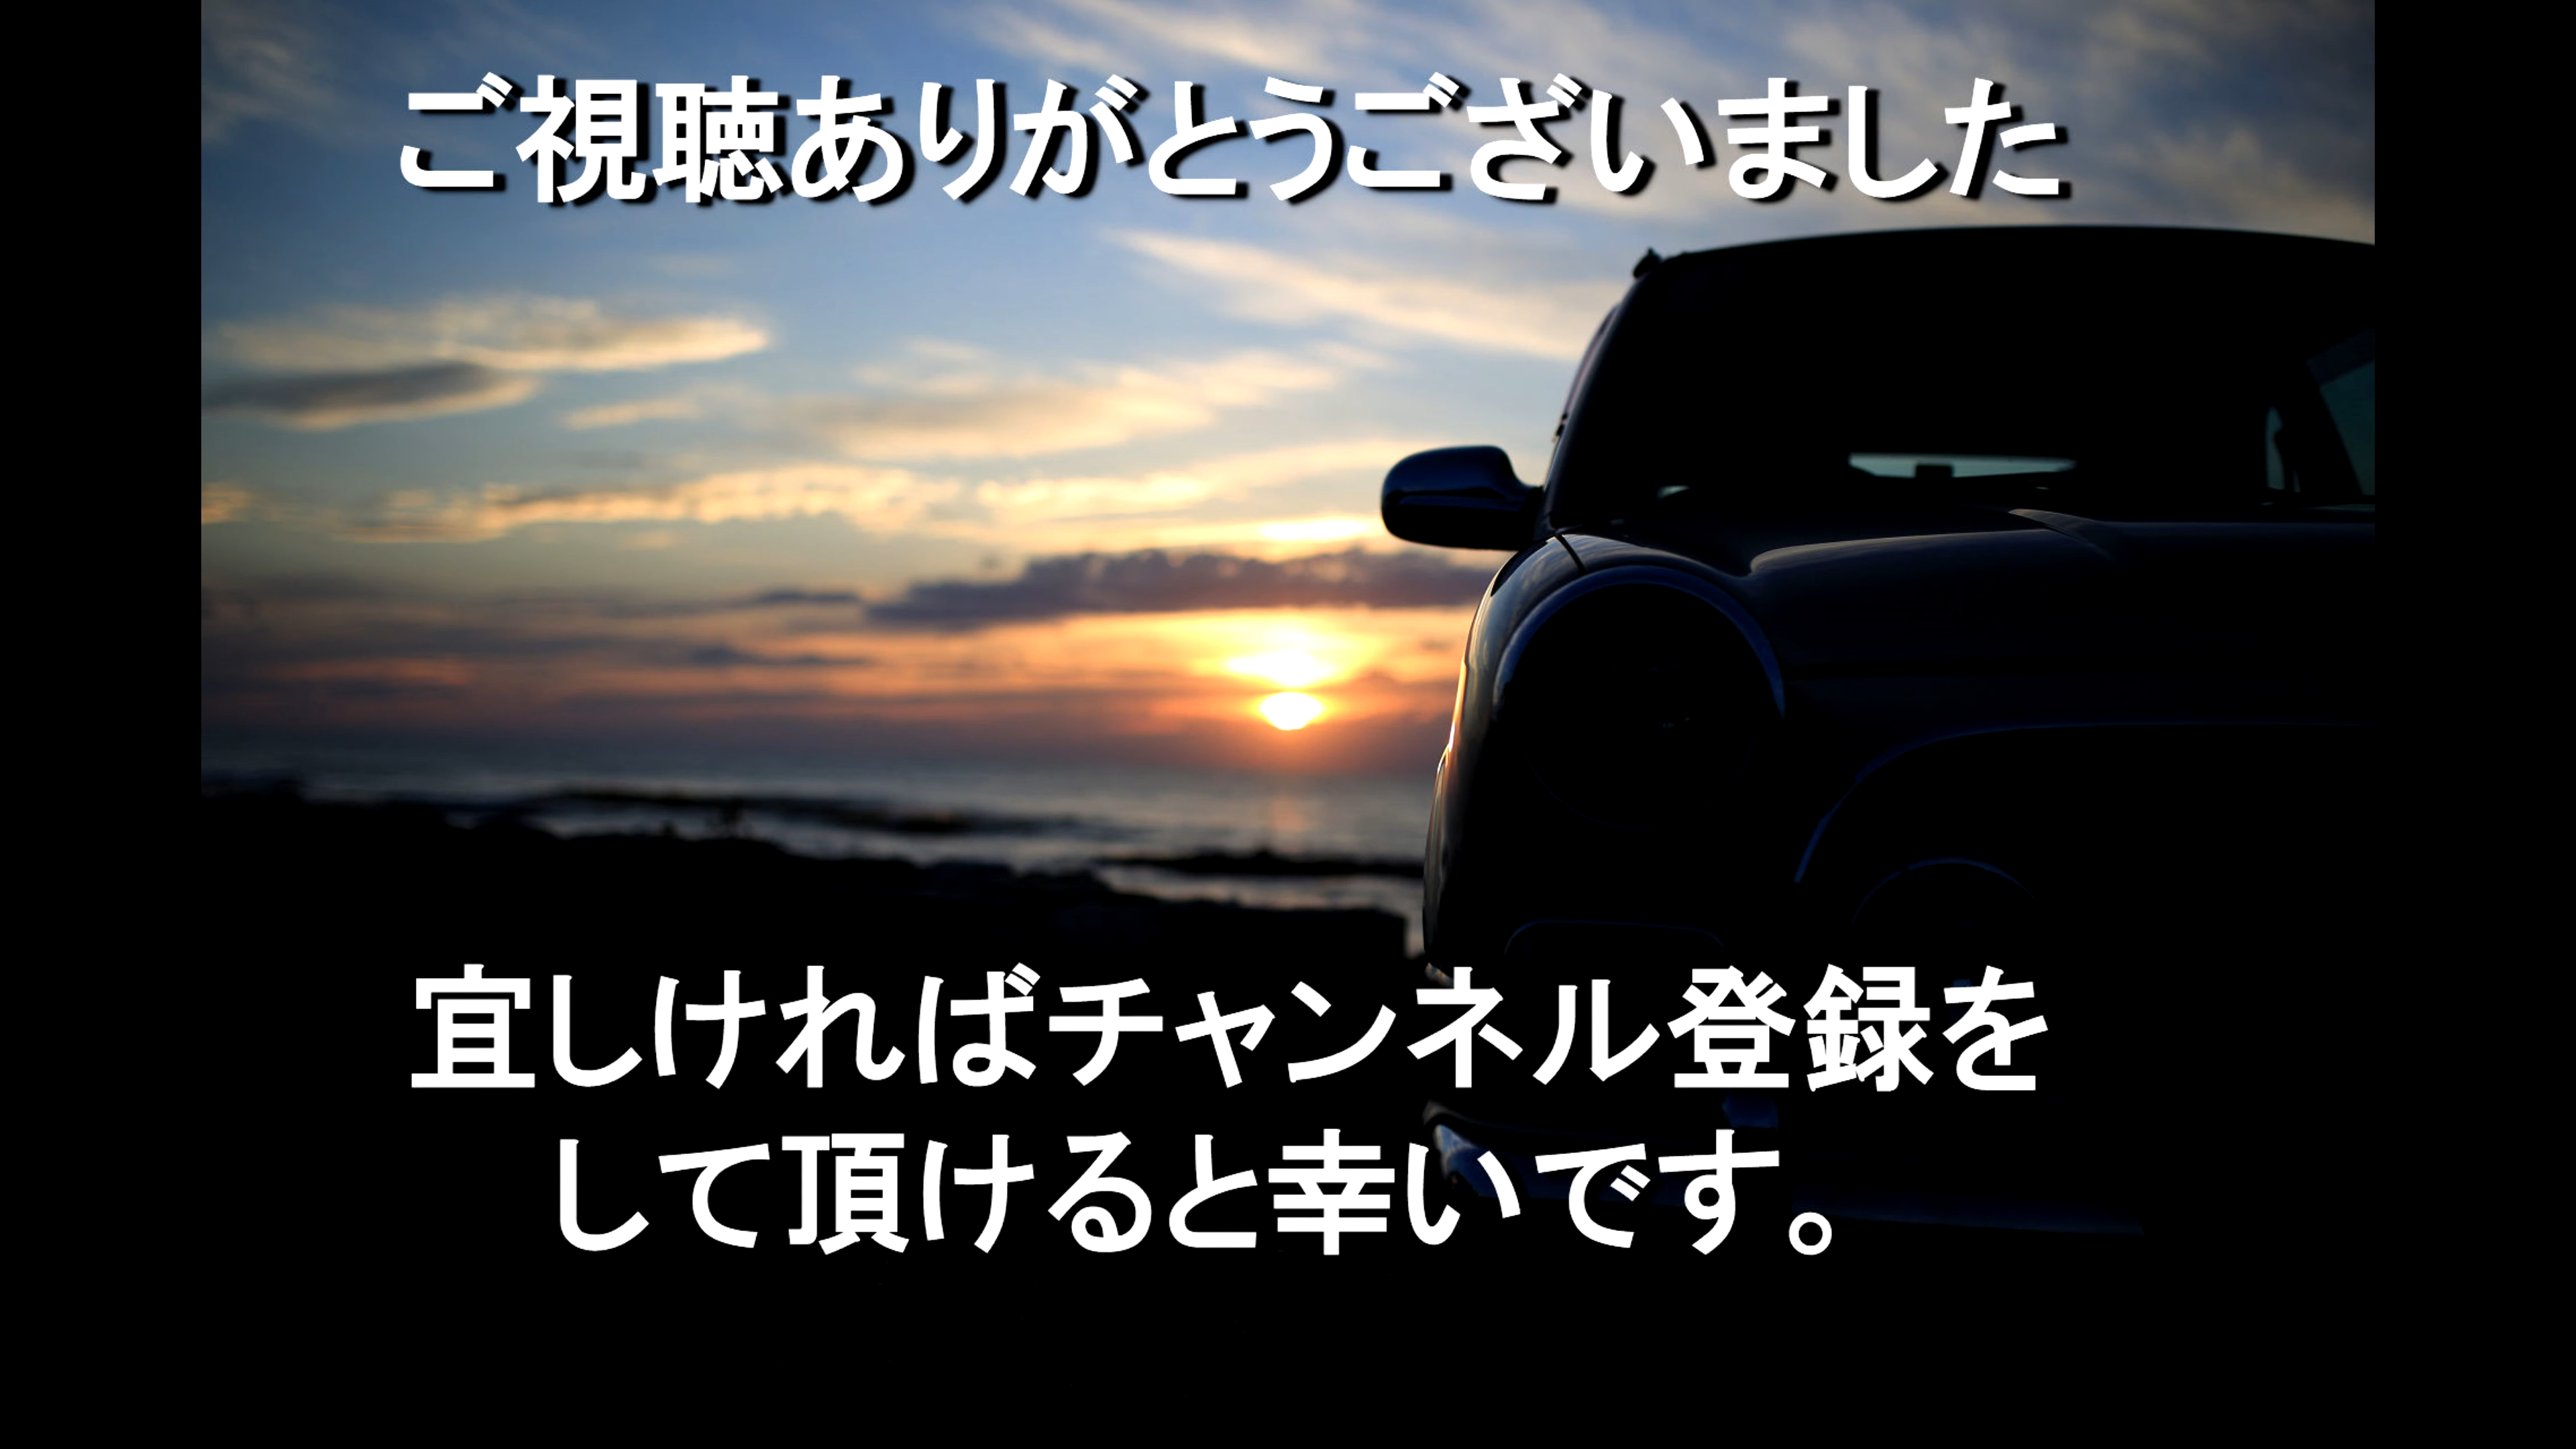 ご視聴ありがとうございました
宜しければチャンネル登録を
して頂けると幸いです。